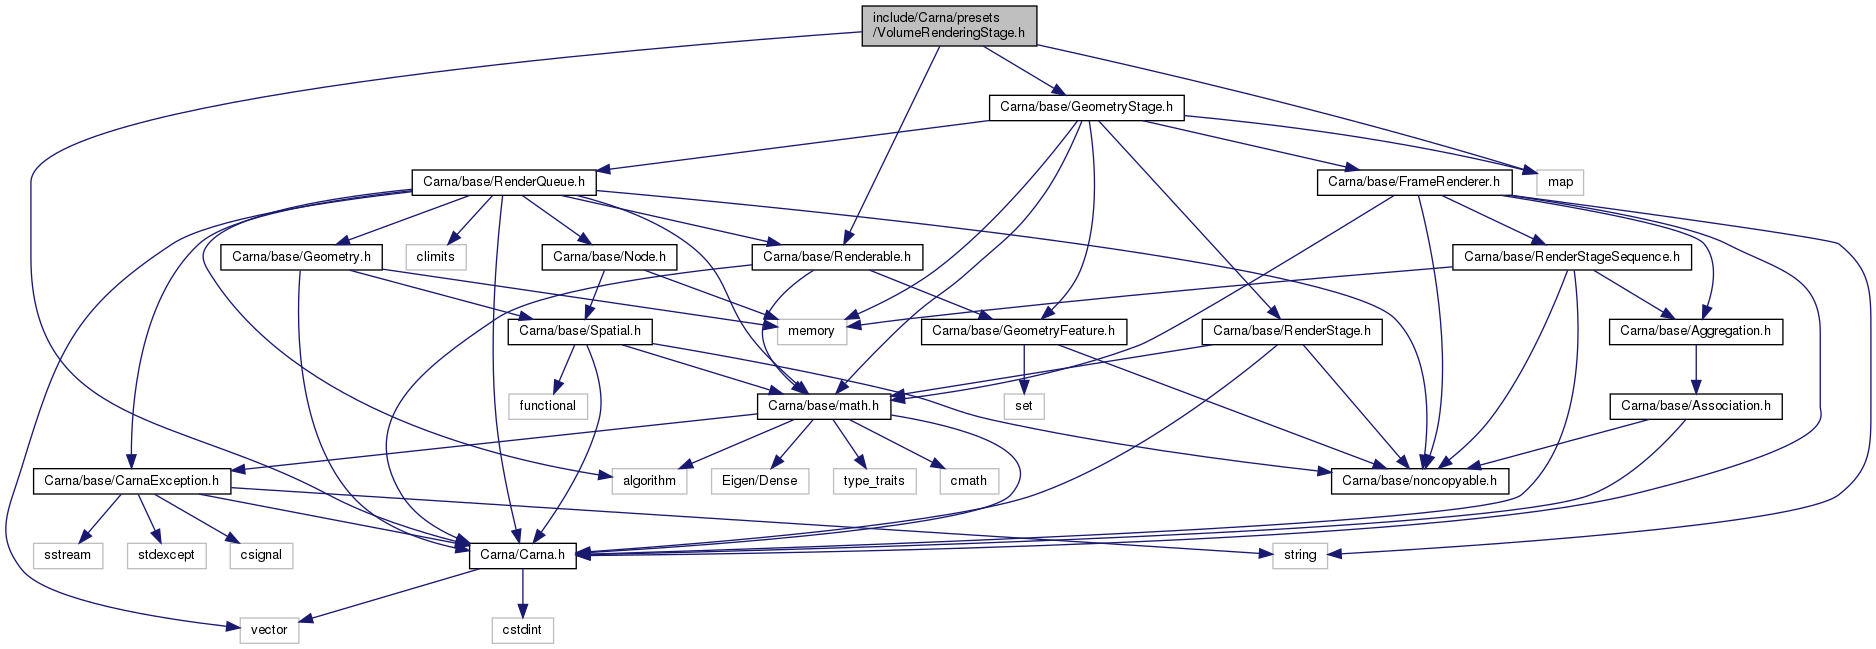 include/Carna/presets
/VolumeRenderingStage.h
Carna/base/GeometryStage.h
Carna/base/RenderQueue.h
Carna/base/FrameRenderer.h
map
Carna/base/Geometry.h
climits
Carna/base/Node.h
Carna/base/Renderable.h
Carna/base/RenderStageSequence.h
Carna/base/Spatial.h
memory
Carna/base/GeometryFeature.h
Carna/base/RenderStage.h
Carna/base/Aggregation.h
functional
Carna/base/math.h
set
Carna/base/Association.h
Carna/base/CarnaException.h
algorithm
Eigen/Dense
type_traits
cmath
Carna/base/noncopyable.h
sstream
stdexcept
csignal
Carna/Carna.h
string
vector
cstdint